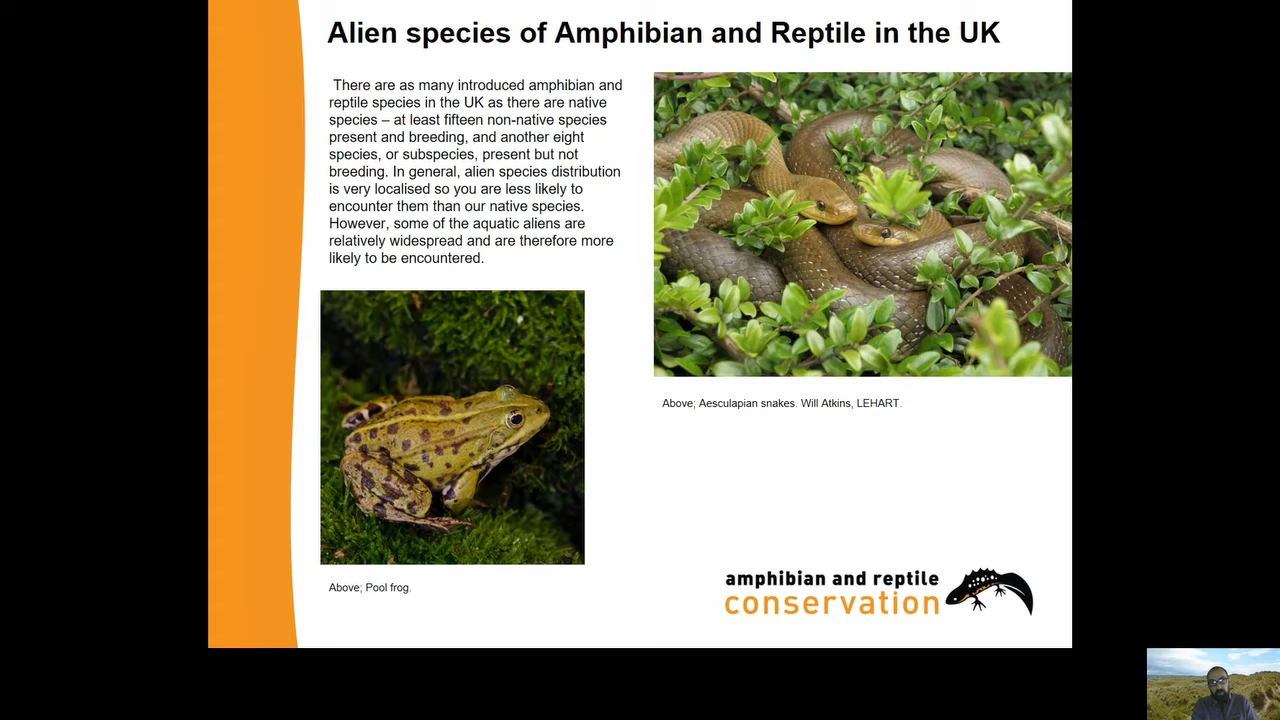 Alien species of Amphibian and Reptile in the UK
There are as many introduced amphibian and
reptile species in the UK as there are native
species – at least fifteen non-native species
present and breeding, and another eight
species, or subspecies, present but not
breeding. In general, alien species distribution
is very localised so you are less likely to
encounter them than our native species.
However, some of the aquatic aliens are
relatively widespread and are therefore more
likely to be encountered.
Above; Aesculapian snakes. Will Atkins, LEHART.
Above; Pool frog.
amphibian and reptile
conservation